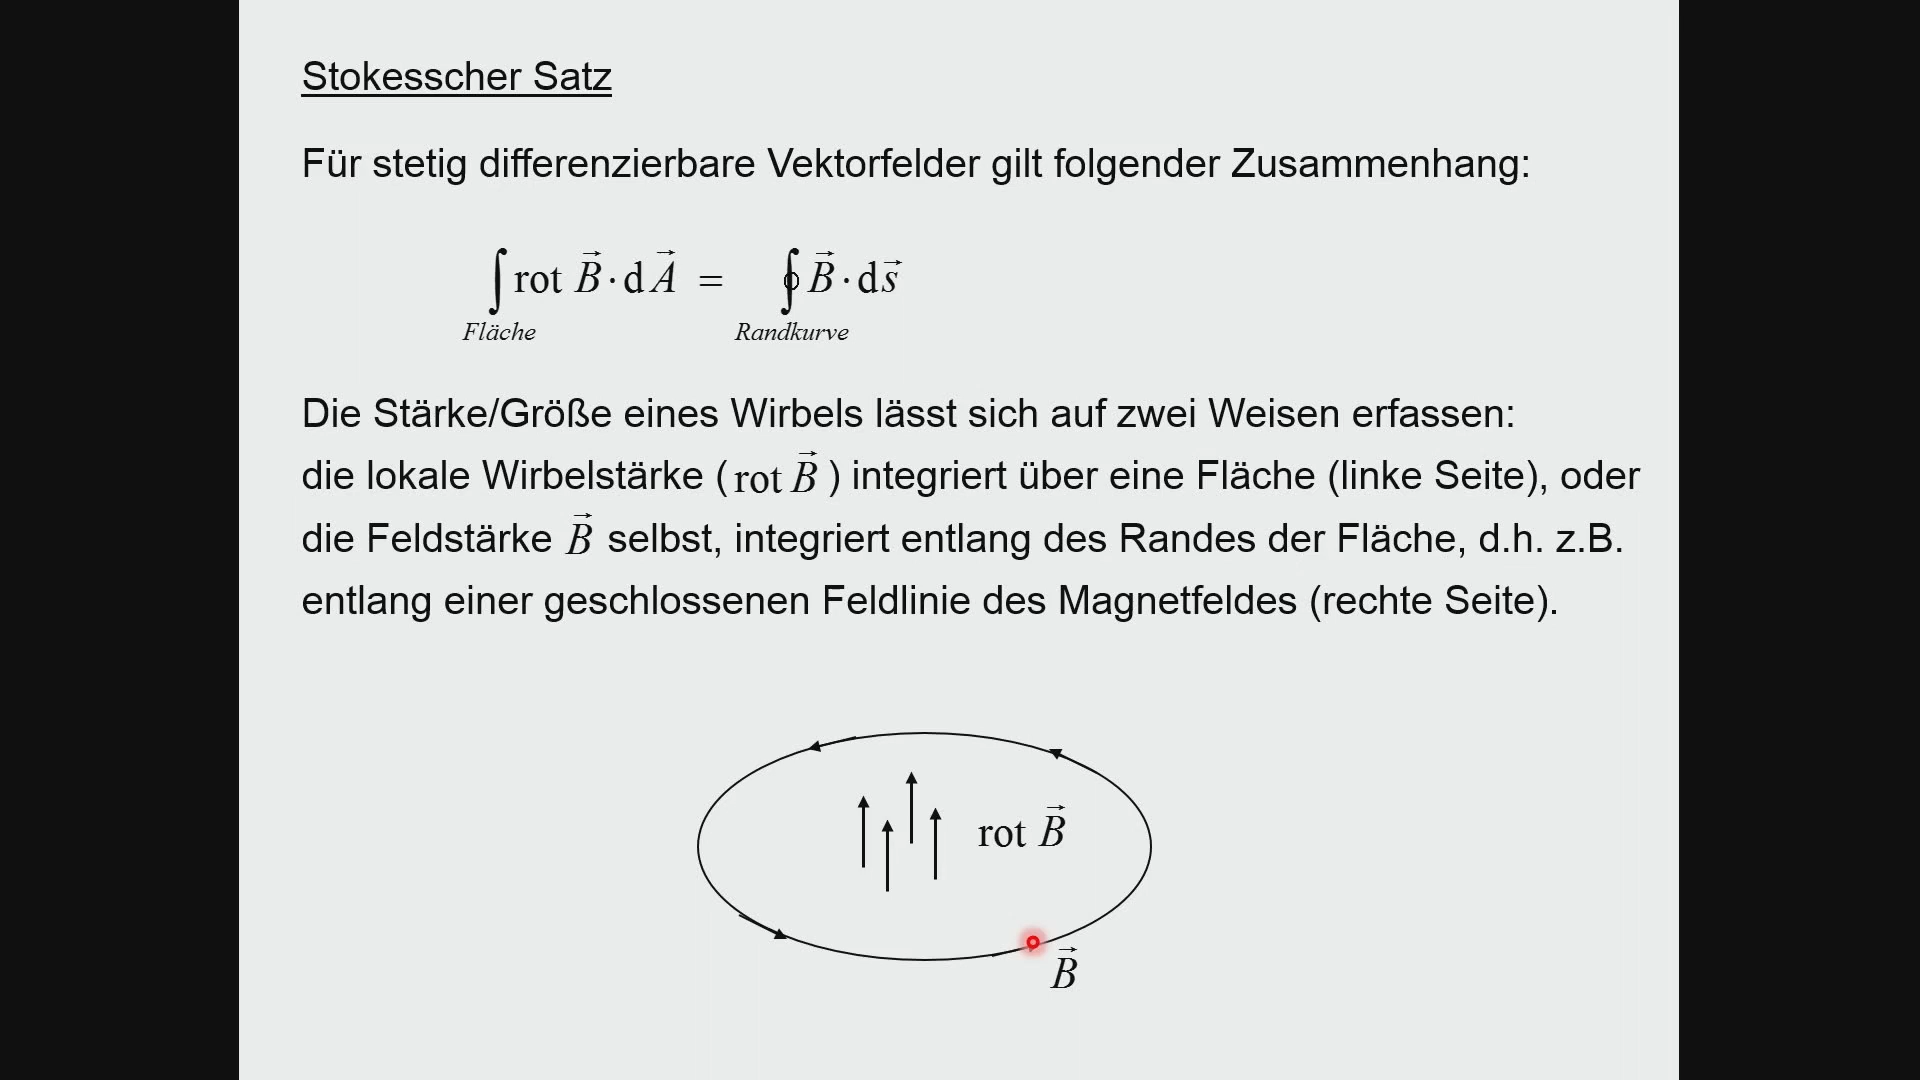 Stokesscher Satz
Für stetig differenzierbare Vektorfelder gilt folgender Zusammenhang:
∫ rot B⃗ · d A⃗ = ∮ B⃗ · d s⃗
Fläche Randkurve
Die Stärke/Größe eines Wirbels lässt sich auf zwei Weisen erfassen:
die lokale Wirbelstärke ( rot B⃗ ) integriert über eine Fläche (linke Seite), oder
die Feldstärke B⃗ selbst, integriert entlang des Randes der Fläche, d.h. z.B.
entlang einer geschlossenen Feldlinie des Magnetfeldes (rechte Seite).
rot B⃗
B⃗